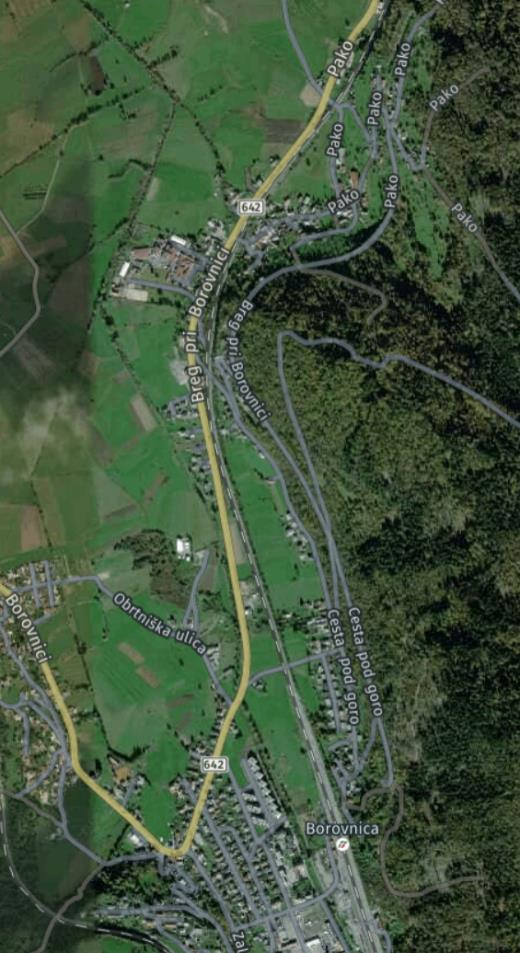 Pako
Pako
Pako
Pako
Pako
Pako
Pako
Pako
642
Breg pri Borovnici
Breg pri Borovnici
Obrtniška ulica
Borovnici
Cesta pod goro
Cesta pod goro
642
Borovnica
Zal